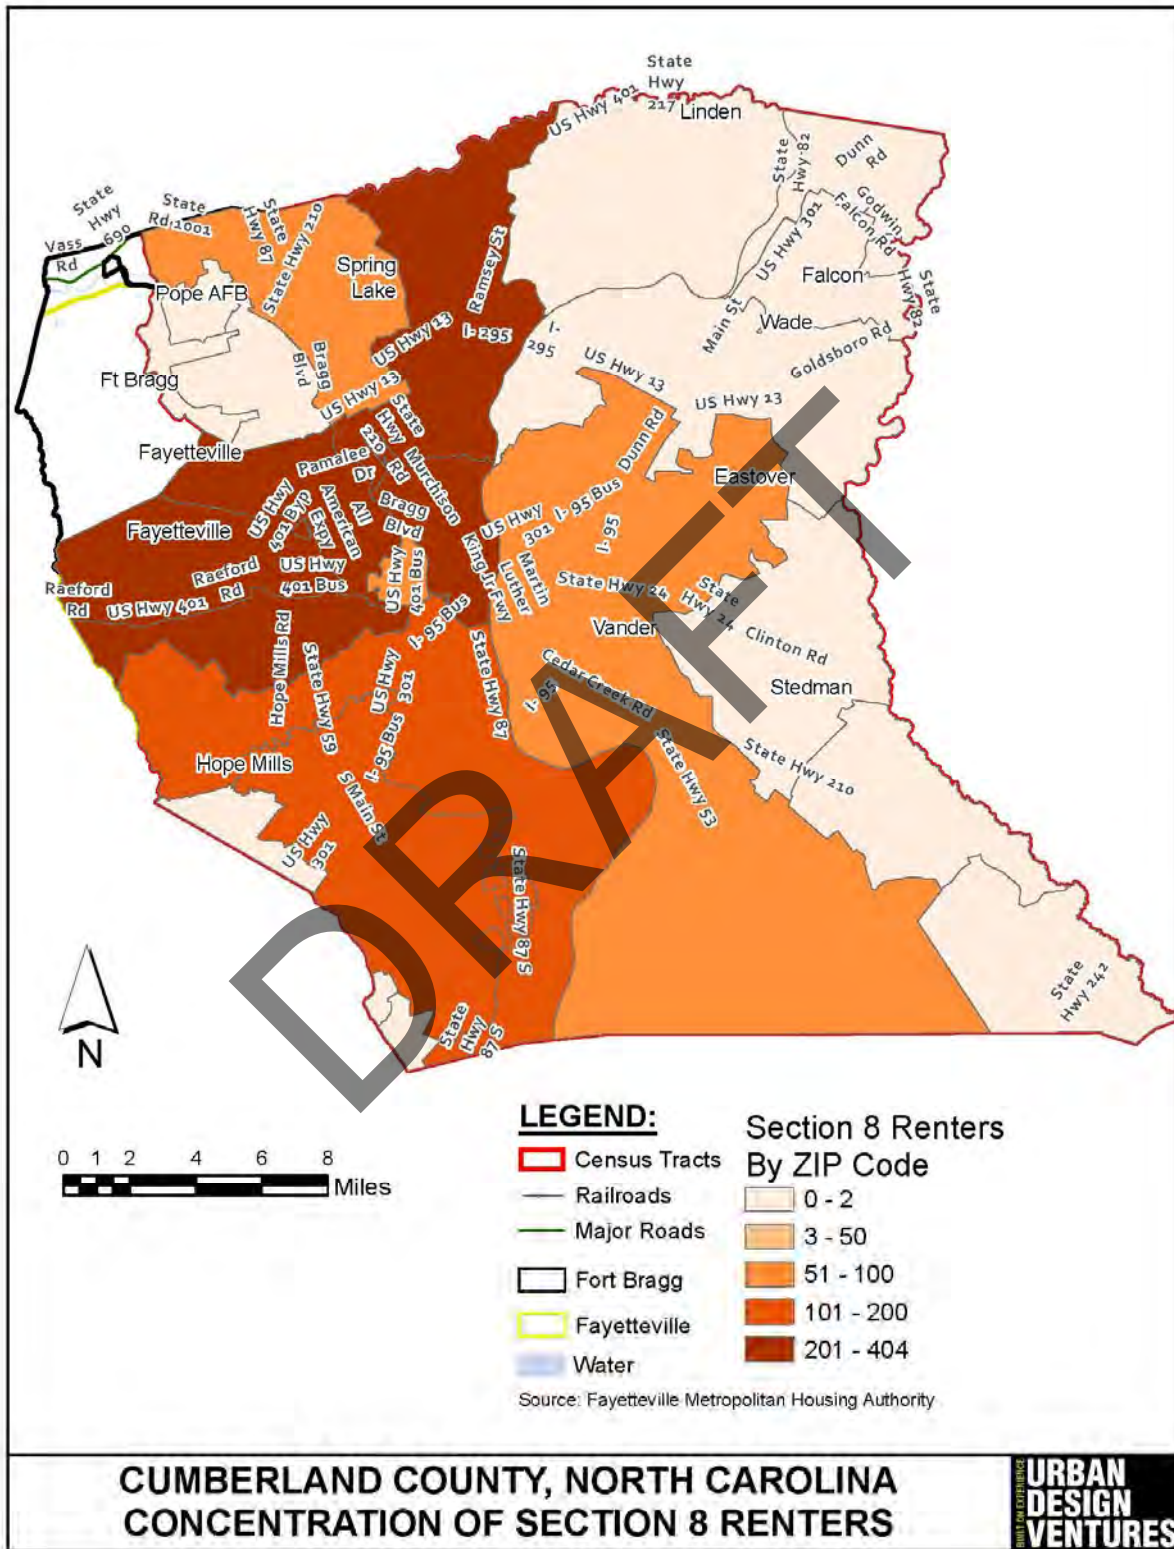 State
Hwy
217
US Hwy 401
Linden
State
Hwy 82
Dunn
Rd
State
Hwy
690
State
Rd 1001
State
Hwy 87
State Hwy 210
Vass
Rd
Godwin
Falcon Rd
US Hwy 301
Ramsey St
Spring
Lake
Falcon
State
Hwy 82
Pope AFB
Main St
Wade
US Hwy 13
I- 295
I-
295
Goldsboro Rd
Bragg
Blvd
US Hwy 13
Ft Bragg
US Hwy 13
US Hwy 13
State
Hwy
210
Murchison
Rd
Dunn Rd
Fayetteville
Pamalee
Dr
Eastover
US Hwy
401 Byp
All
American
Expy
Bragg
Blvd
US Hwy
301
I- 95 Bus
I- 95
Fayetteville
Raeford
Rd
US Hwy
401 Bus
US Hwy
401 Bus
Martin
Luther
King Jr Fwy
State Hwy 24
State
Hwy 24
Raeford
Rd
US Hwy 401
I- 95 Bus
Vander
Clinton Rd
Hope Mills Rd
State Hwy 59
US Hwy
301
I- 95 Bus
State Hwy 87
Cedar Creek Rd
I- 95
Stedman
Hope Mills
State Hwy 53
State Hwy 210
S Main St
US Hwy
301
State Hwy 87 S
State
Hwy 242
State
Hwy
87 S
DRAFT
N
0 1 2 4 6 8
Miles
LEGEND:
Census Tracts
Railroads
Major Roads
Fort Bragg
Fayetteville
Water
Section 8 Renters
By ZIP Code
0 - 2
3 - 50
51 - 100
101 - 200
201 - 404
Source: Fayetteville Metropolitan Housing Authority
CUMBERLAND COUNTY, NORTH CAROLINA
CONCENTRATION OF SECTION 8 RENTERS
BUILT ON EXPERIENCE
URBAN
DESIGN
VENTURES